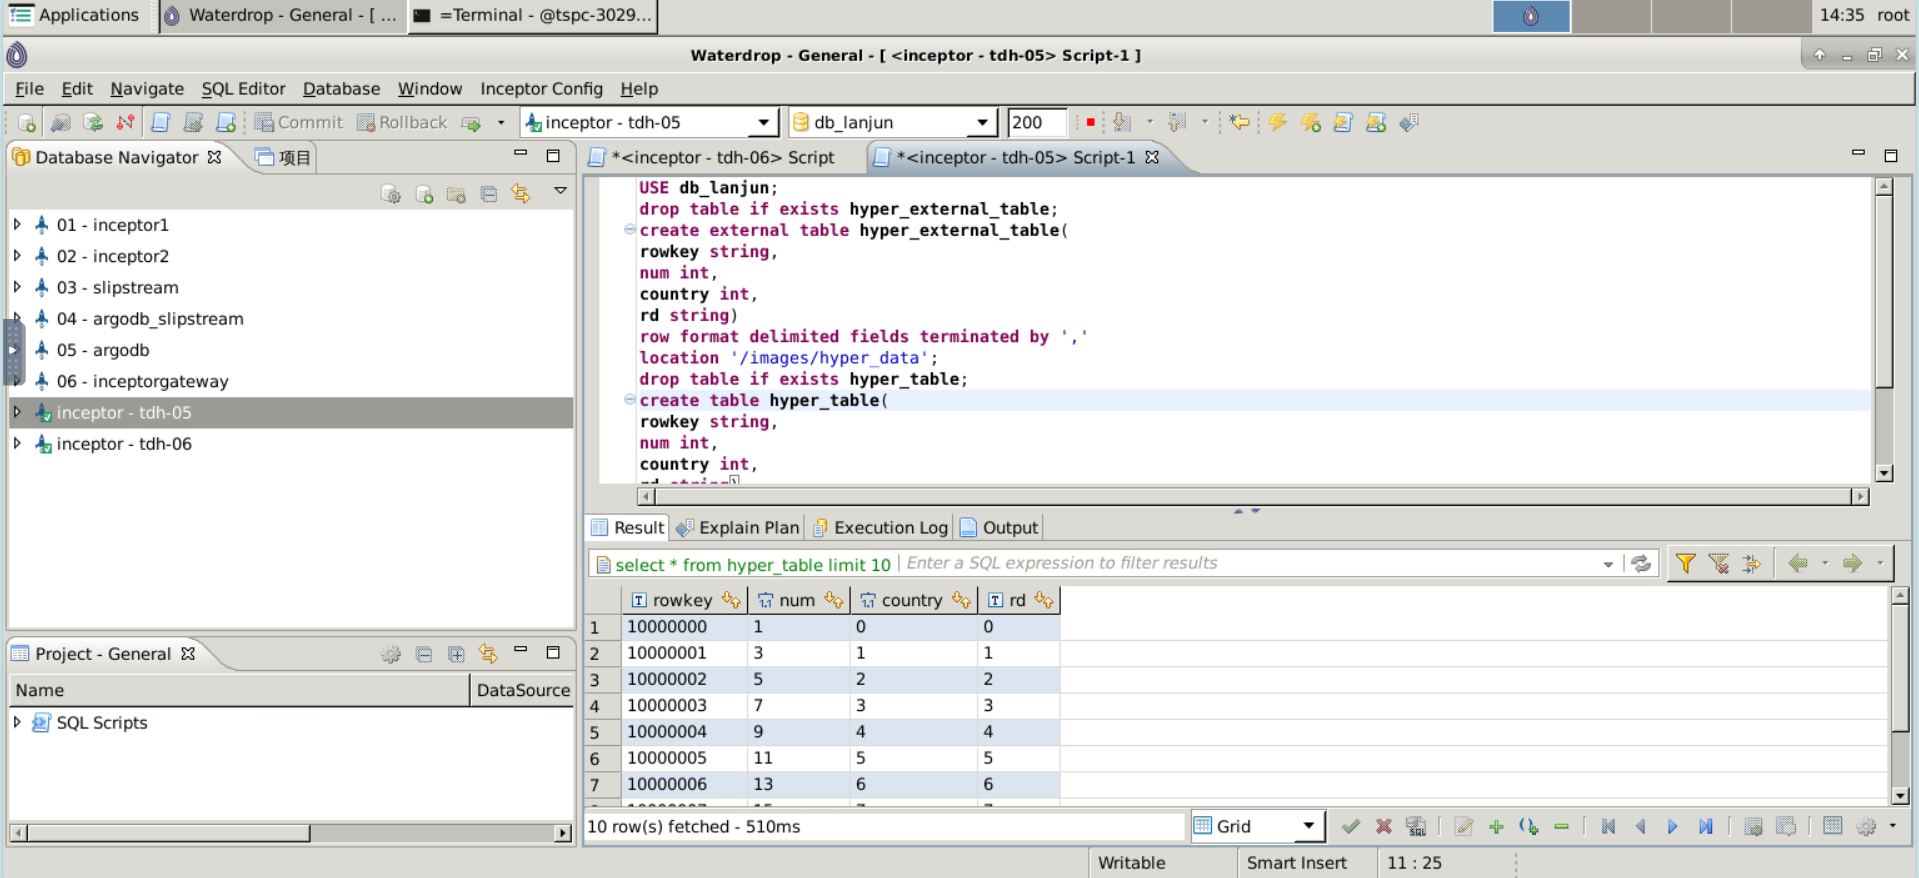 Applications
Waterdrop - General - [ ...
=Terminal - @tspc-3029...
14:35 root
Waterdrop - General - [ <inceptor - tdh-05> Script-1 ]
File Edit Navigate SQL Editor Database Window Inceptor Config Help
Commit Rollback inceptor - tdh-05 db_lanjun 200
Database Navigator 项目
*<inceptor - tdh-06> Script *<inceptor - tdh-05> Script-1
01 - inceptor1
02 - inceptor2
03 - slipstream
04 - argodb_slipstream
05 - argodb
06 - inceptorgateway
inceptor - tdh-05
inceptor - tdh-06
USE db_lanjun;
drop table if exists hyper_external_table;
create external table hyper_external_table(
rowkey string,
num int,
country int,
rd string)
row format delimited fields terminated by ','
location '/images/hyper_data';
drop table if exists hyper_table;
create table hyper_table(
rowkey string,
num int,
country int,
rd string)
Result Explain Plan Execution Log Output
select * from hyper_table limit 10 Enter a SQL expression to filter results
rowkey num country rd
1 10000000 1 0 0
2 10000001 3 1 1
3 10000002 5 2 2
4 10000003 7 3 3
5 10000004 9 4 4
6 10000005 11 5 5
7 10000006 13 6 6
10 row(s) fetched - 510ms
Grid
Project - General
Name DataSource
SQL Scripts
Writable Smart Insert 11 : 25